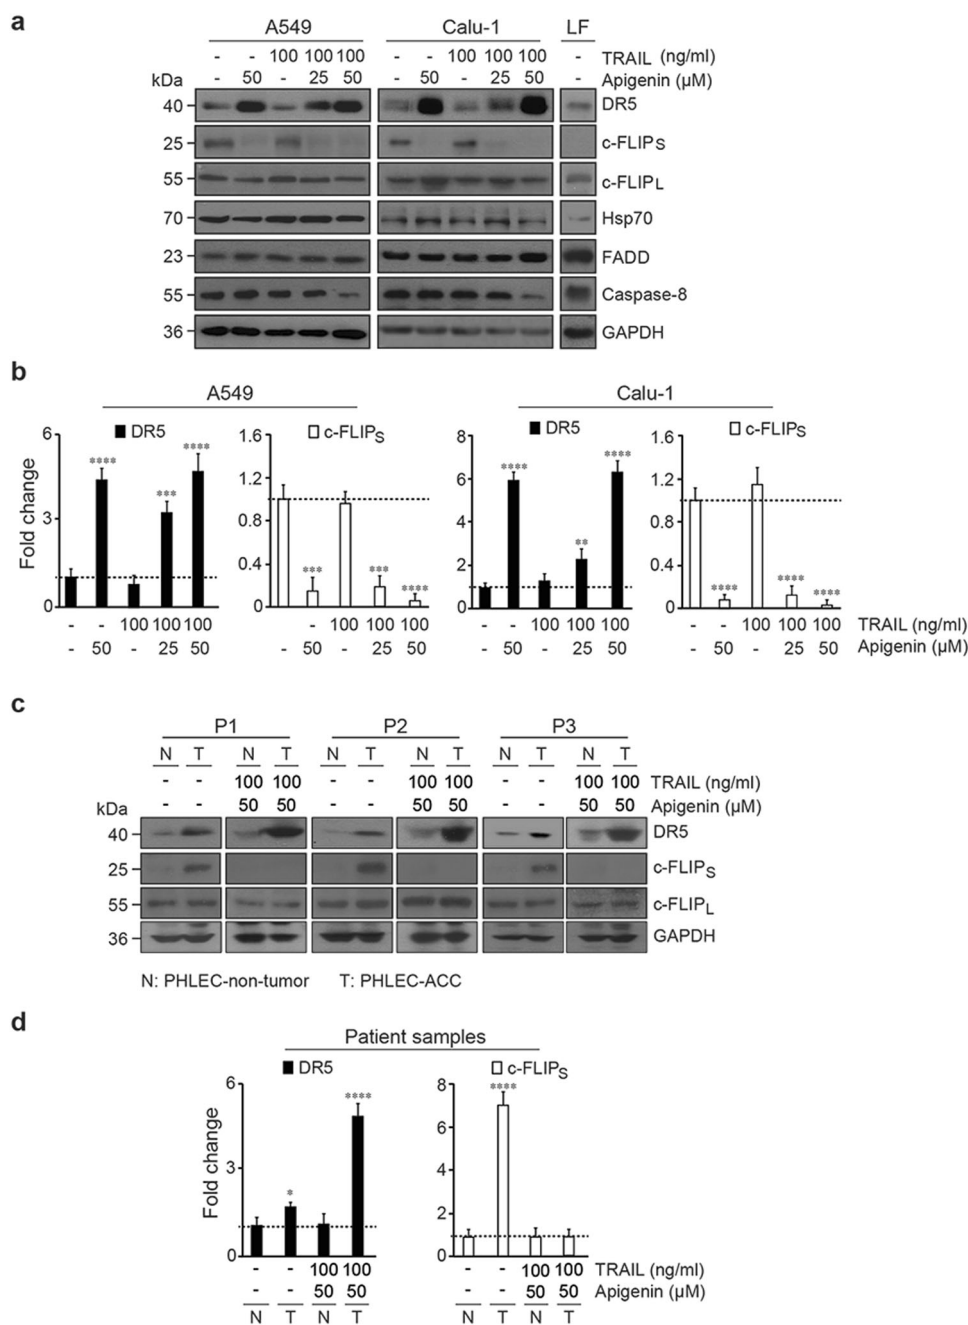 a
A549 Calu-1 LF
- - 100 100 100 - - 100 100 100 - TRAIL (ng/ml)
kDa - 50 - 25 50 - 50 - 25 50 - Apigenin (µM)
40 DR5
25 c-FLIPS
55 c-FLIPL
70 Hsp70
23 FADD
55 Caspase-8
36 GAPDH
b
A549 Calu-1
DR5 c-FLIPS DR5 c-FLIPS
Fold change
6
3
0
**** *** ****
1.6
1.2
0.8
0.4
0
*** *** ****
8
6
4
2
0
**** ** ****
1.6
1.2
0.8
0.4
0
**** **** ****
- - 100 100 100 - - 100 100 100 - - 100 100 100 - - 100 100 100 TRAIL (ng/ml)
- 50 - 25 50 - 50 - 25 50 - 50 - 25 50 - 50 - 25 50 Apigenin (µM)
c
P1 P2 P3
N T N T N T N T N T N T
- - 100 100 - - 100 100 - - 100 100 TRAIL (ng/ml)
kDa - - 50 50 - - 50 50 - - 50 50 Apigenin (µM)
40 DR5
25 c-FLIPS
55 c-FLIPL
36 GAPDH
N: PHLEC-non-tumor T: PHLEC-ACC
d
Patient samples
DR5 c-FLIPS
Fold change
6
3
0
* ****
8
6
4
2
0
****
- - 100 100 - - 100 100 TRAIL (ng/ml)
- - 50 50 - - 50 50 Apigenin (µM)
N T N T N T N T